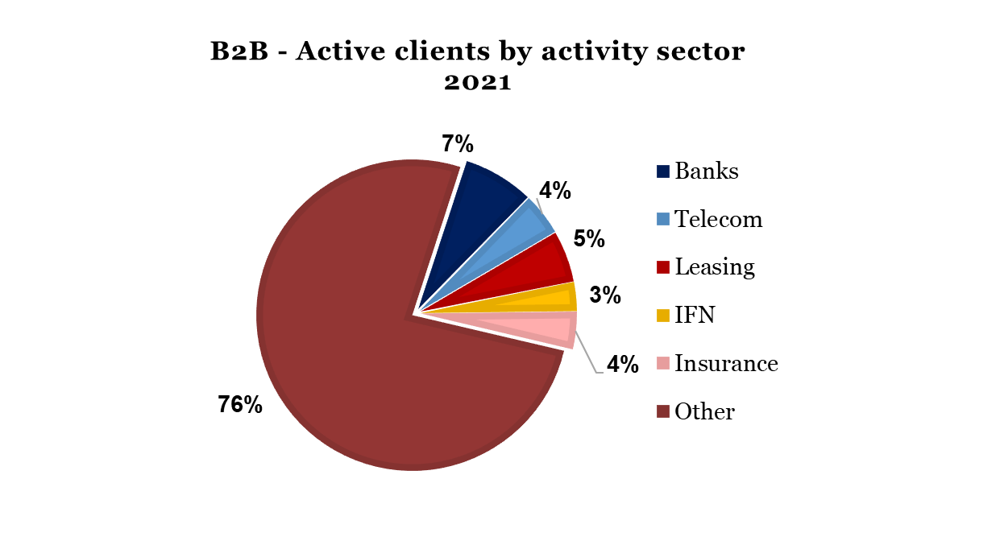 B2B - Active clients by activity sector
2021
7%
4%
5%
3%
4%
76%
Banks
Telecom
Leasing
IFN
Insurance
Other